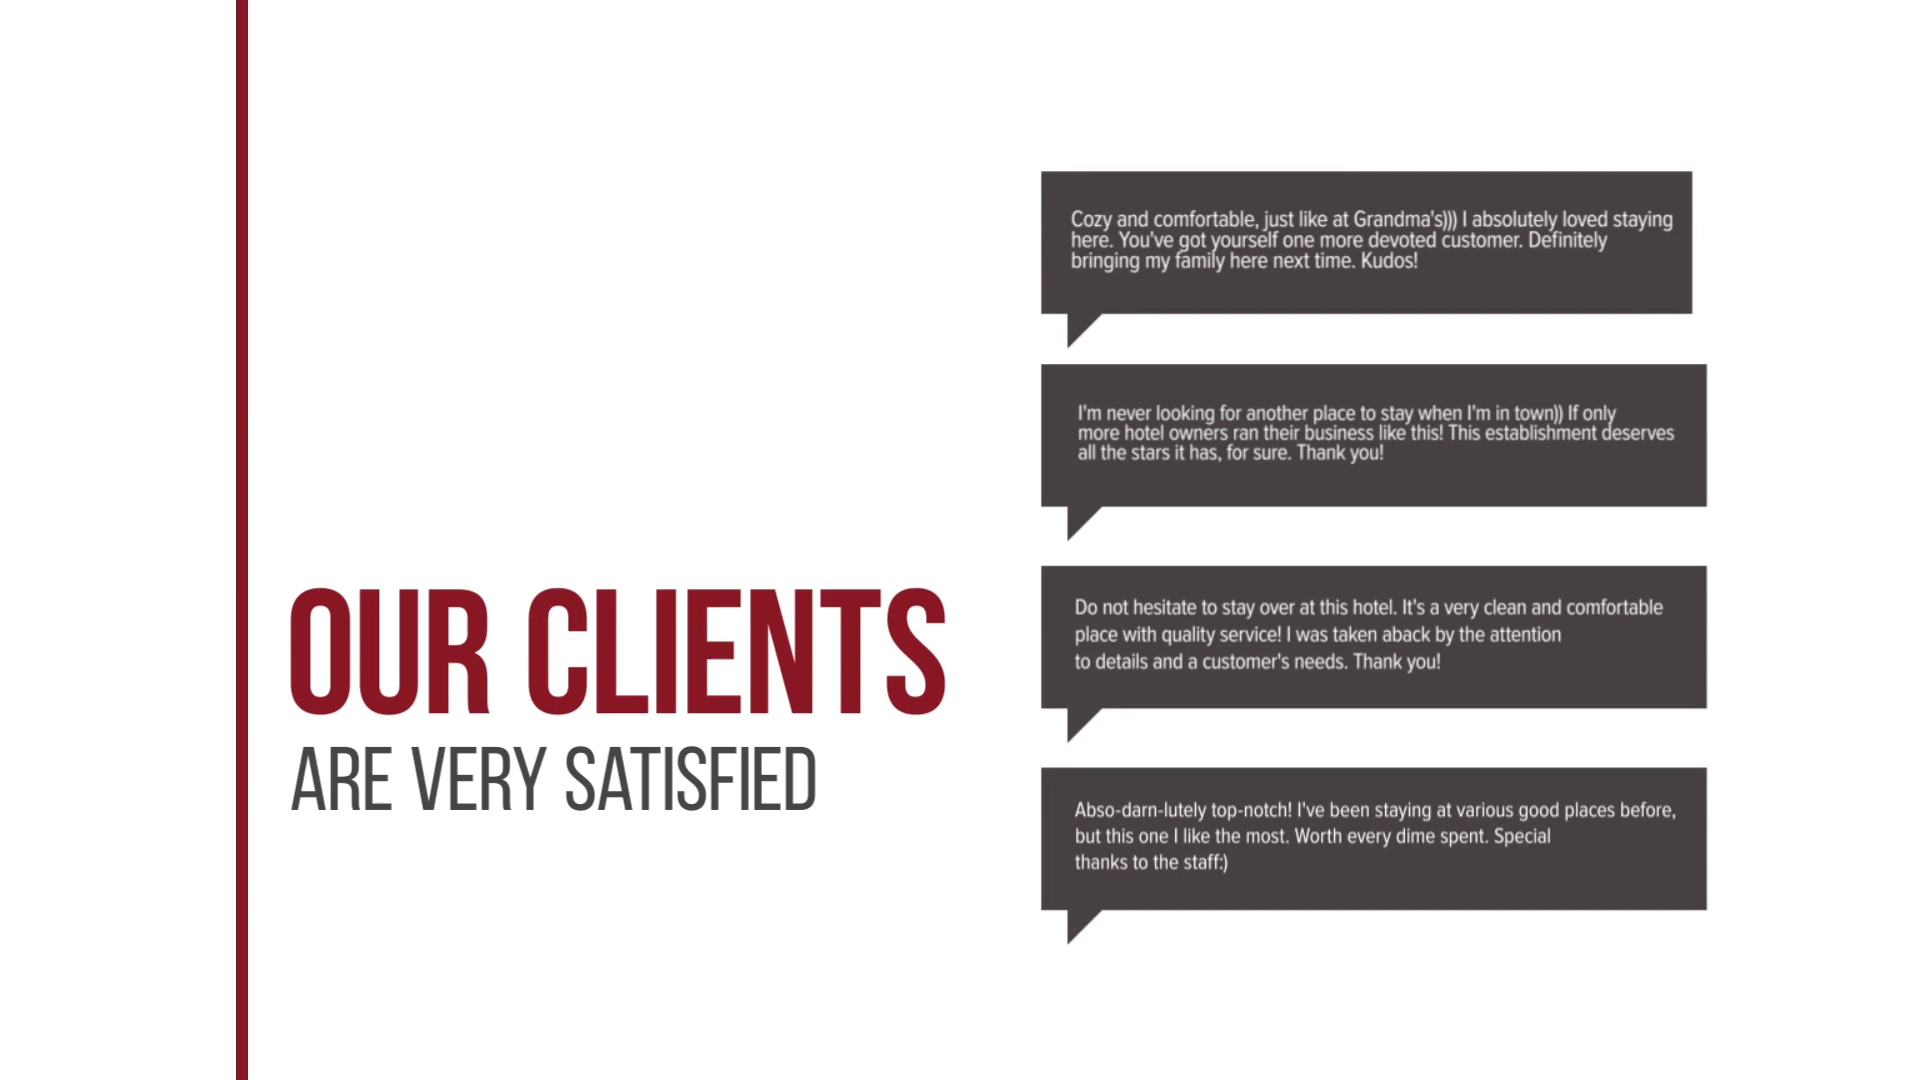 OUR CLIENTS
ARE VERY SATISFIED
Cozy and comfortable, just like at Grandma's))) I absolutely loved staying
here. You've got yourself one more devoted customer. Definitely
bringing my family here next time. Kudos!
I'm never looking for another place to stay when I'm in town)) If only
more hotel owners ran their business like this! This establishment deserves
all the stars it has, for sure. Thank you!
Do not hesitate to stay over at this hotel. It's a very clean and comfortable
place with quality service! I was taken aback by the attention
to details and a customer's needs. Thank you!
Abso-darn-lutely top-notch! I've been staying at various good places before,
but this one I like the most. Worth every dime spent. Special
thanks to the staff:)